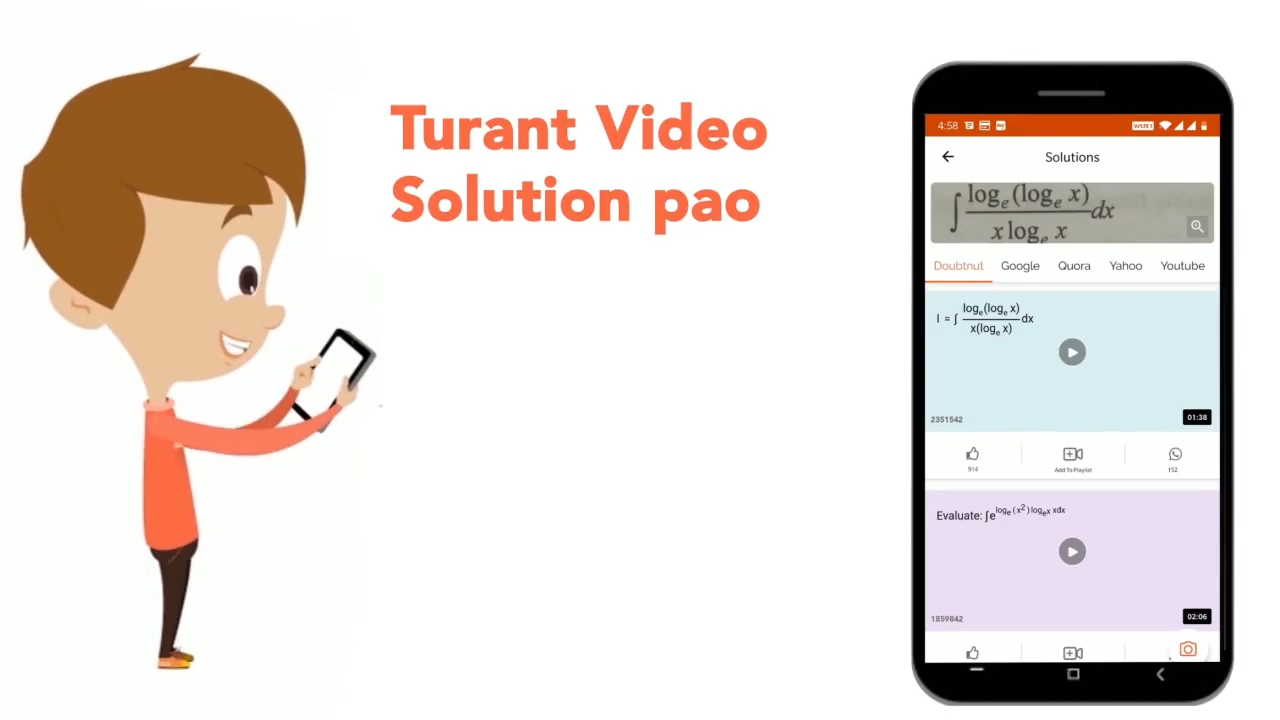 Turant Video
Solution pao
4:58
VoLTE1
Solutions
∫ logₑ(logₑ x) / x logₑ x dx
Doubtnut Google Quora Yahoo Youtube
I = ∫ logₑ(logₑ x) / x(logₑ x) dx
2351542 01:38
914 Add To Playlist 152
Evaluate: ∫e^logₑ(x²)logₑx xdx
1859842 02:06